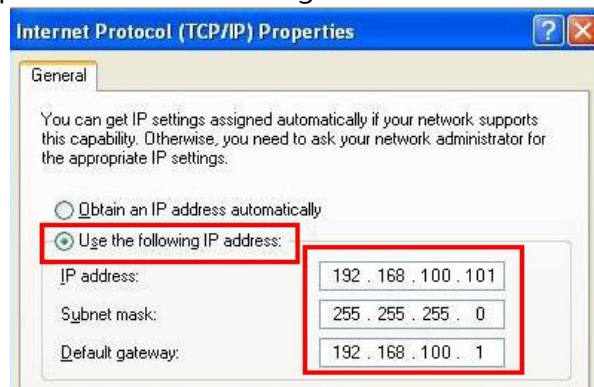 Internet Protocol (TCP/IP) Properties
General
You can get IP settings assigned automatically if your network supports
this capability. Otherwise, you need to ask your network administrator for
the appropriate IP settings.
Obtain an IP address automatically
Use the following IP address:
IP address: 192 . 168 . 100 . 101
Subnet mask: 255 . 255 . 255 . 0
Default gateway: 192 . 168 . 100 . 1